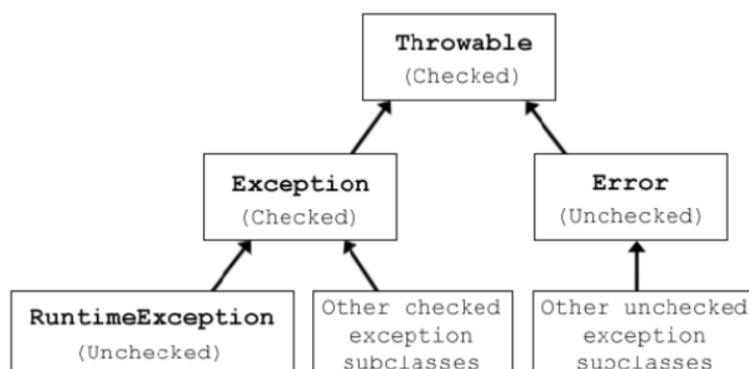 Throwable
(Checked)
Exception
(Checked)
Error
(Unchecked)
RuntimeException
(Unchecked)
Other checked
exception
subclasses
Other unchecked
exception
subclasses